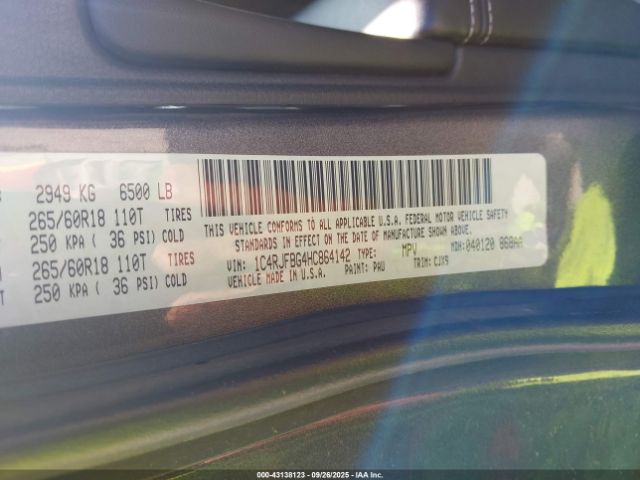 2949 KG 6500 LB
265/60R18 110T TIRES
250 KPA ( 36 PSI) COLD
265/60R18 110T TIRES
250 KPA ( 36 PSI) COLD
THIS VEHICLE CONFORMS TO ALL APPLICABLE U.S.A. FEDERAL MOTOR VEHICLE SAFETY
STANDARDS IN EFFECT ON THE DATE OF MANUFACTURE SHOWN ABOVE.
VIN: 1C4RJFBG4HC864142 TYPE: MPV MDH: 040120 868AA
VEHICLE MADE IN U.S.A. PAINT: PAU TRIM: CJX9
000-43138123 - 09/26/2025 - IAA Inc.